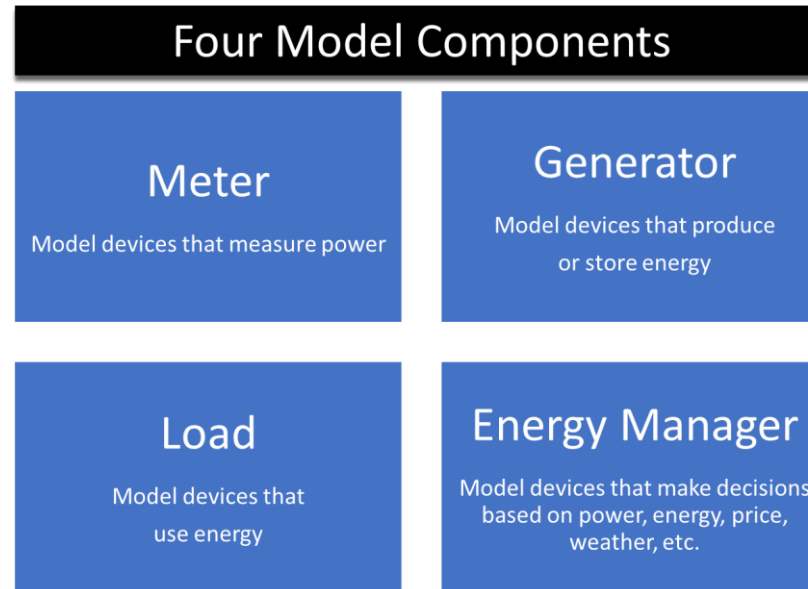 Four Model Components
Meter
Model devices that measure power
Generator
Model devices that produce
or store energy
Load
Model devices that
use energy
Energy Manager
Model devices that make decisions
based on power, energy, price,
weather, etc.